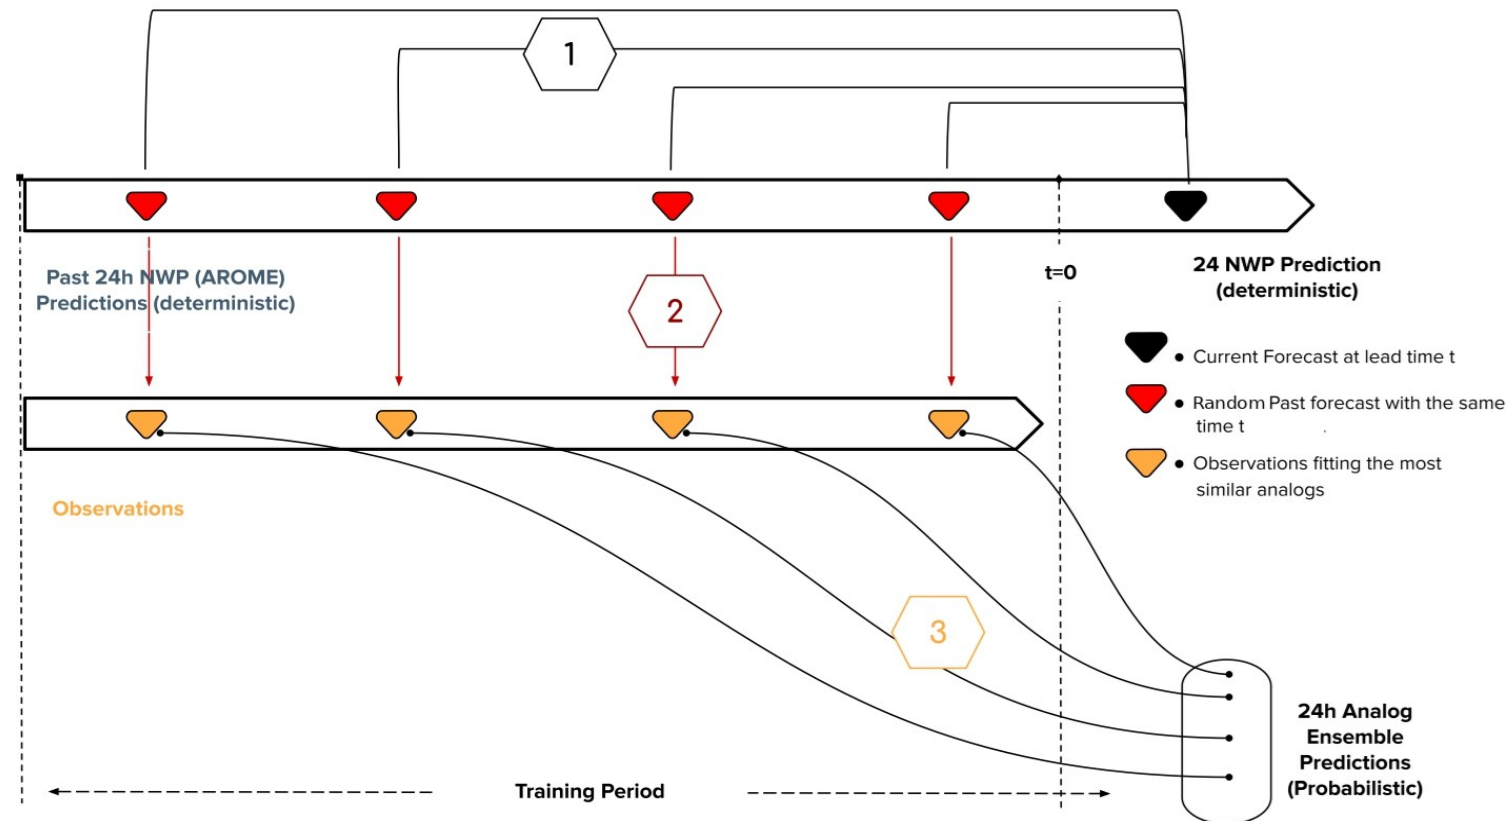 1
Past 24h NWP (AROME)
Predictions (deterministic)
2
t=0
24 NWP Prediction
(deterministic)
Current Forecast at lead time t
Random Past forecast with the same
time t
Observations fitting the most
similar analogs
Observations
3
24h Analog
Ensemble
Predictions
(Probabilistic)
Training Period